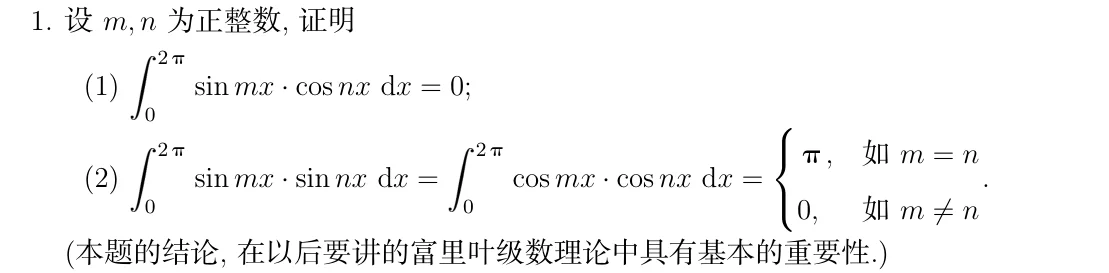 1. 设 m, n 为正整数, 证明
(1) ∫₀^{2π} sin mx · cos nx dx = 0;
(2) ∫₀^{2π} sin mx · sin nx dx = ∫₀^{2π} cos mx · cos nx dx = { π, 如 m = n
0, 如 m ≠ n .
(本题的结论, 在以后要讲的富里叶级数理论中具有基本的重要性.)